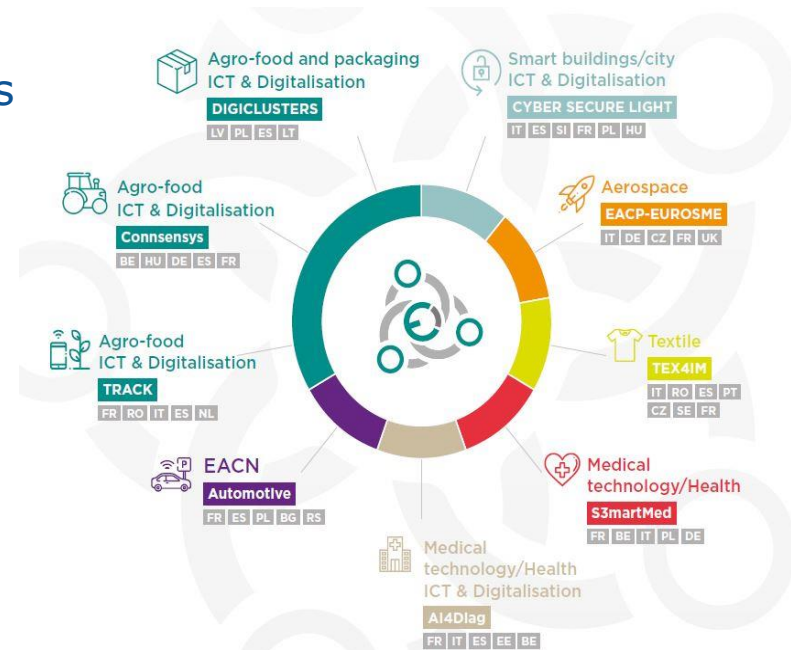 s
Agro-food and packaging
ICT & Digitalisation
DIGICLUSTERS
LV PL ES LT
Smart buildings/city
ICT & Digitalisation
CYBER SECURE LIGHT
IT ES SI FR PL HU
Agro-food
ICT & Digitalisation
Connsensys
BE HU DE ES FR
Aerospace
EACP-EUROSME
IT DE CZ FR UK
Agro-food
ICT & Digitalisation
TRACK
FR RO IT ES NL
Textile
TEX4IM
IT RO ES PT
CZ SE FR
EACN
Automotive
FR ES PL BG RS
P
Medical
technology/Health
S3martMed
FR BE IT PL DE
Medical
technology/Health
ICT & Digitalisation
AI4Diag
FR IT ES EE BE